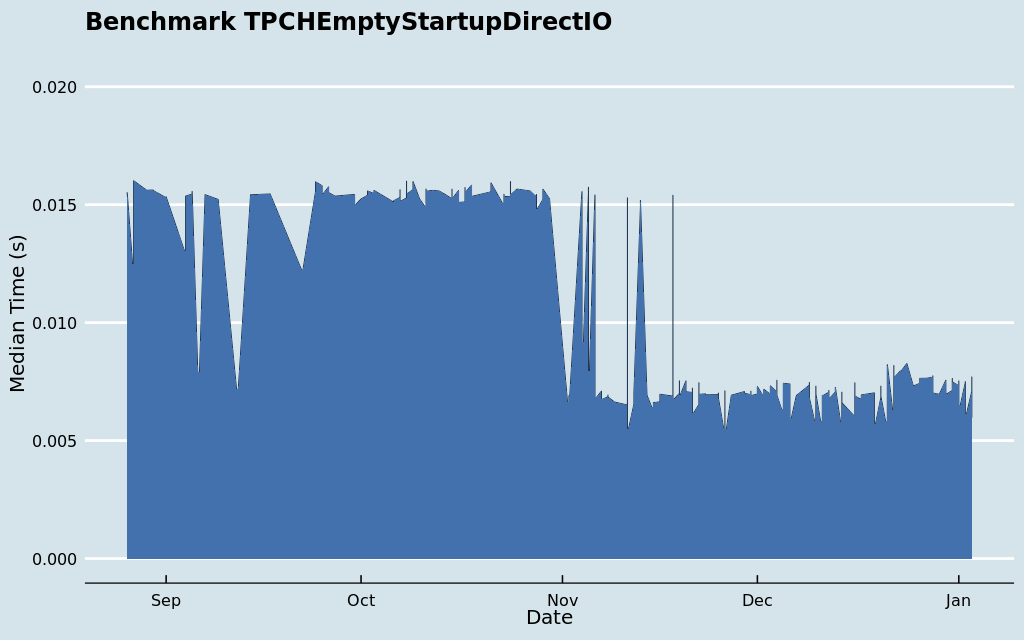 Benchmark TPCHEmptyStartupDirectIO
0.020
0.015
0.010
0.005
0.000
Median Time (s)
Sep Oct Nov Dec Jan
Date